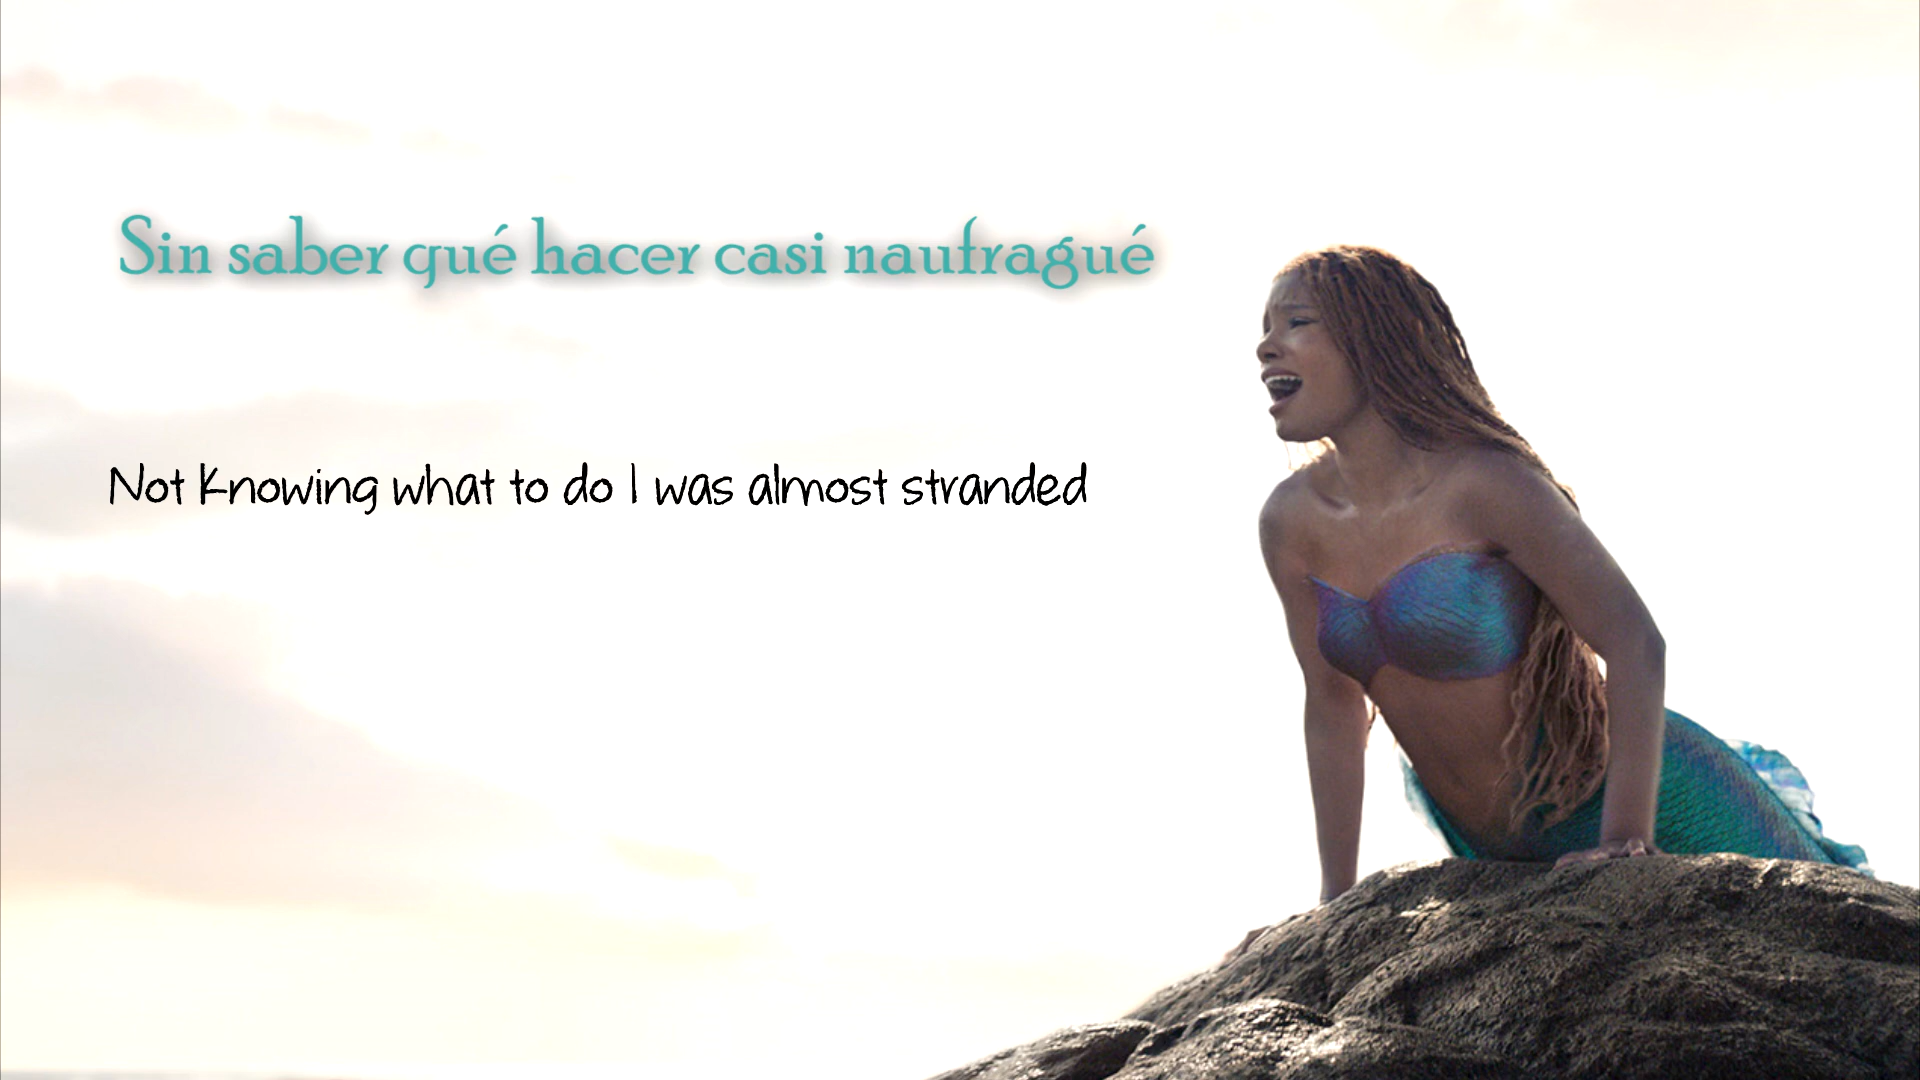 Sin saber qué hacer casi naufragué
Not Knowing what to do I was almost stranded